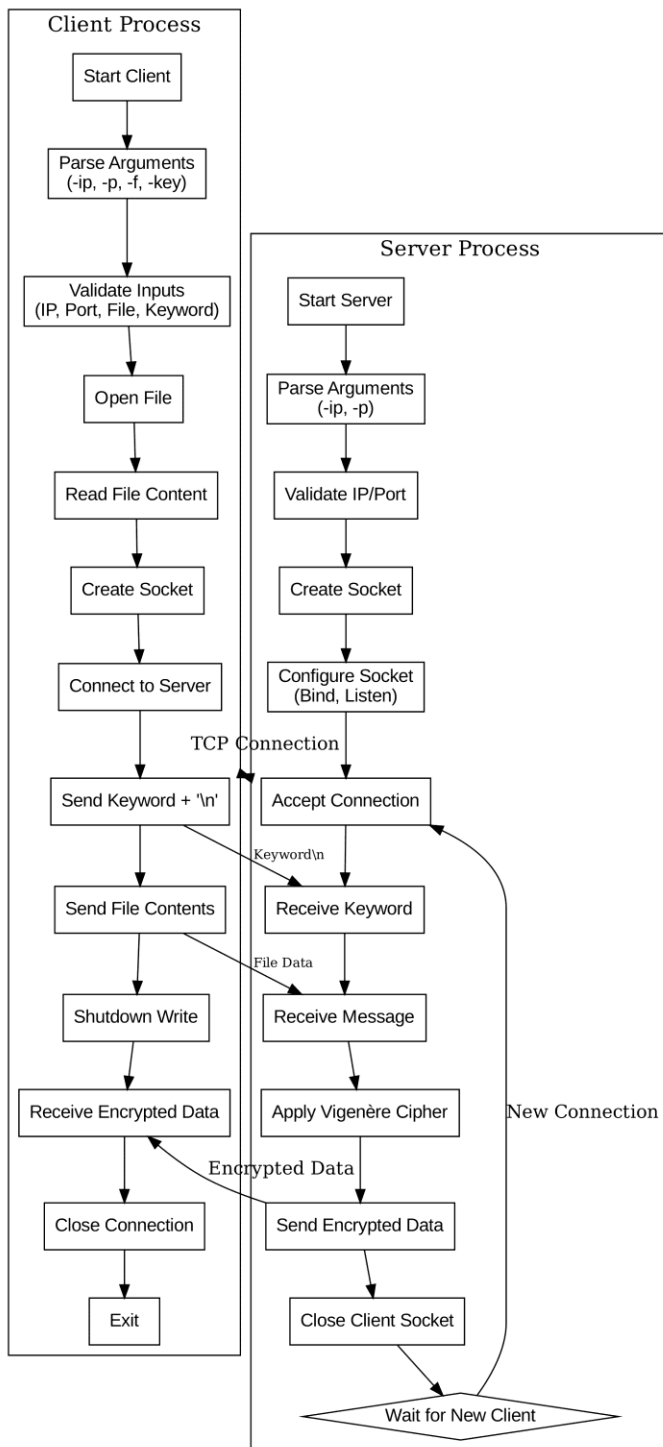 Client Process
Start Client
Parse Arguments
(-ip, -p, -f, -key)
Validate Inputs
(IP, Port, File, Keyword)
Open File
Read File Content
Create Socket
Connect to Server
Send Keyword + '\n'
Send File Contents
Shutdown Write
Receive Encrypted Data
Close Connection
Exit
Server Process
Start Server
Parse Arguments
(-ip, -p)
Validate IP/Port
Create Socket
Configure Socket
(Bind, Listen)
TCP Connection
Accept Connection
Keyword\n
Receive Keyword
File Data
Receive Message
Apply Vigenère Cipher
New Connection
Encrypted Data
Send Encrypted Data
Close Client Socket
Wait for New Client